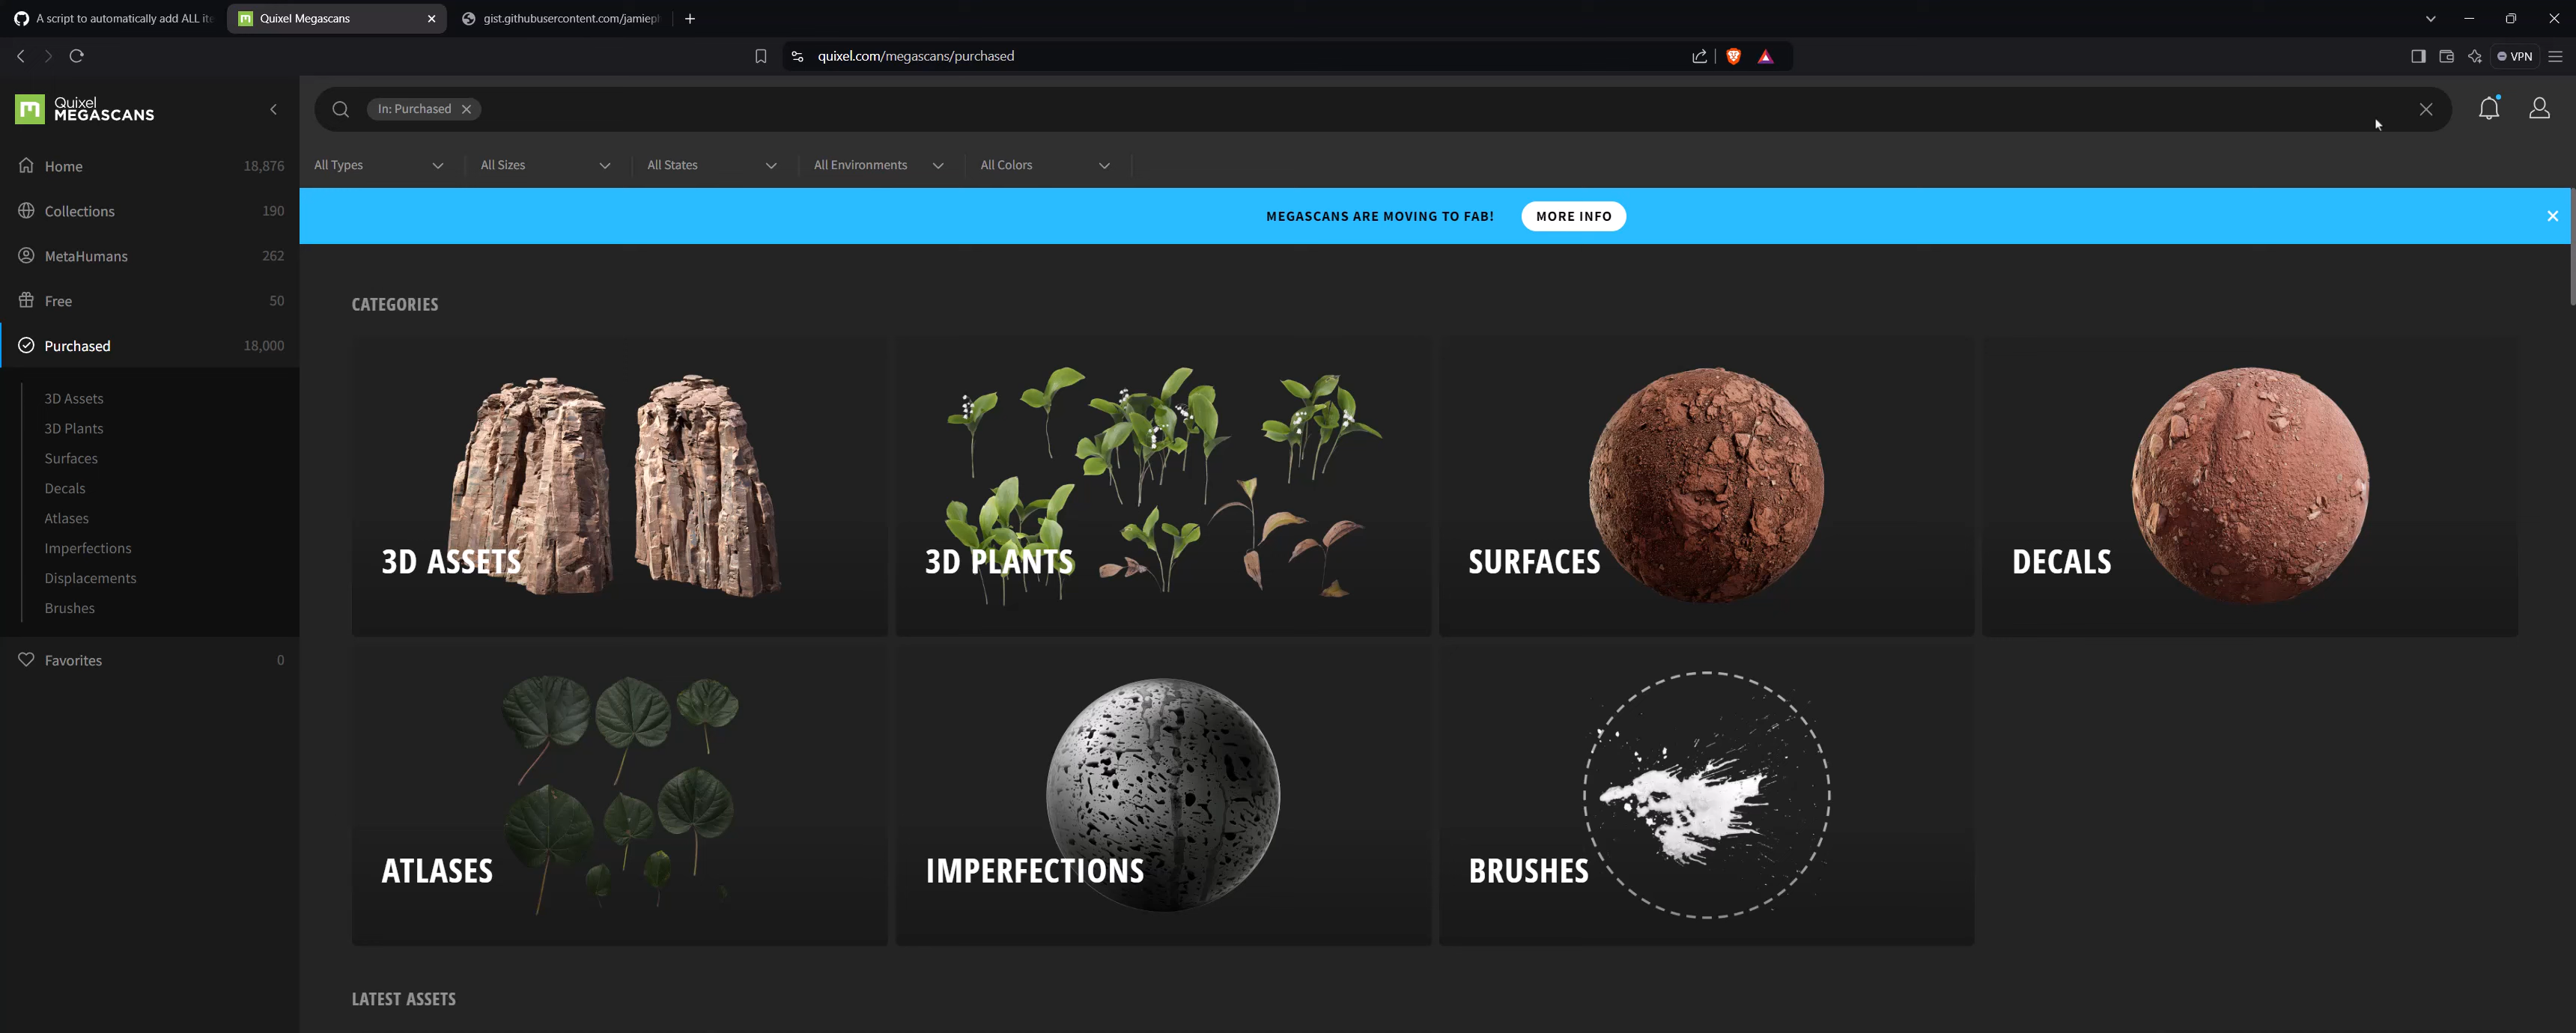 A script to automatically add ALL ite
Quixel Megascans
gist.githubusercontent.com/jamiep
quixel.com/megascans/purchased
VPN
Quixel
MEGASCANS
In: Purchased
Home 18,876
Collections 190
MetaHumans 262
Free 50
Purchased 18,000
3D Assets
3D Plants
Surfaces
Decals
Atlases
Imperfections
Displacements
Brushes
Favorites 0
All Types
All Sizes
All States
All Environments
All Colors
MEGASCANS ARE MOVING TO FAB!
MORE INFO
CATEGORIES
3D ASSETS
3D PLANTS
SURFACES
DECALS
ATLASES
IMPERFECTIONS
BRUSHES
LATEST ASSETS